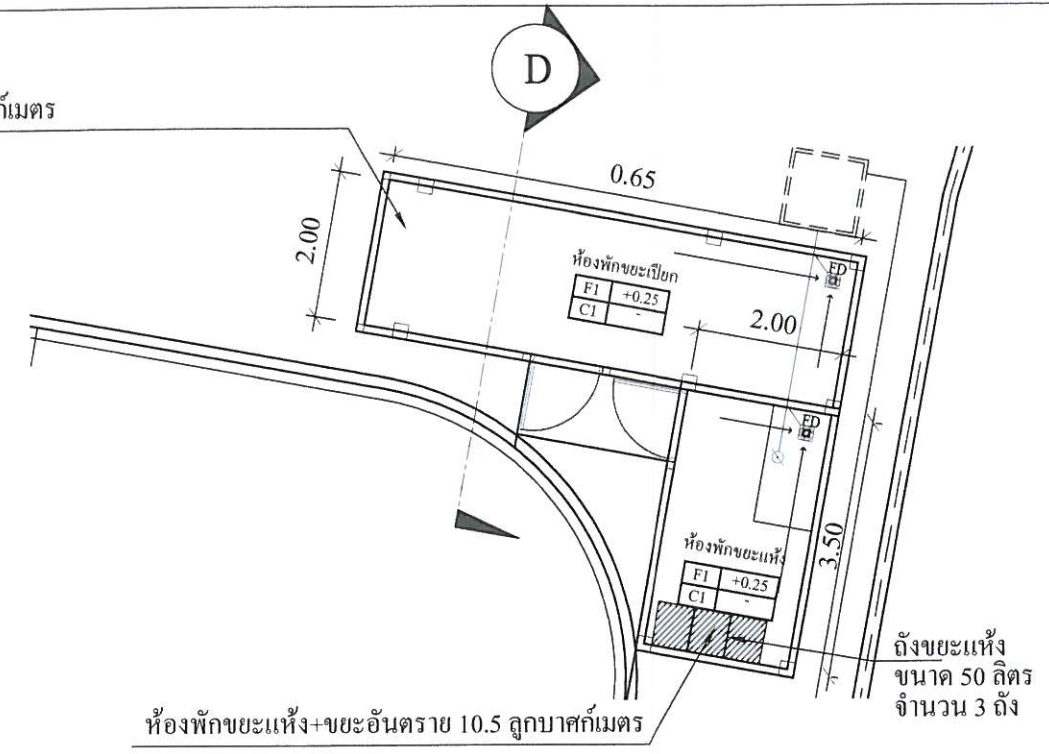 D
ก์เมตร
0.65
2.00
ห้องพักขยะเปียก
F1 +0.25
C1 -
FD
2.00
FD
3.50
ห้องพักขยะแห้ง
F1 +0.25
C1 -
ถังขยะแห้ง
ขนาด 50 ลิตร
จำนวน 3 ถัง
ห้องพักขยะแห้ง+ขยะอันตราย 10.5 ลูกบาศก์เมตร